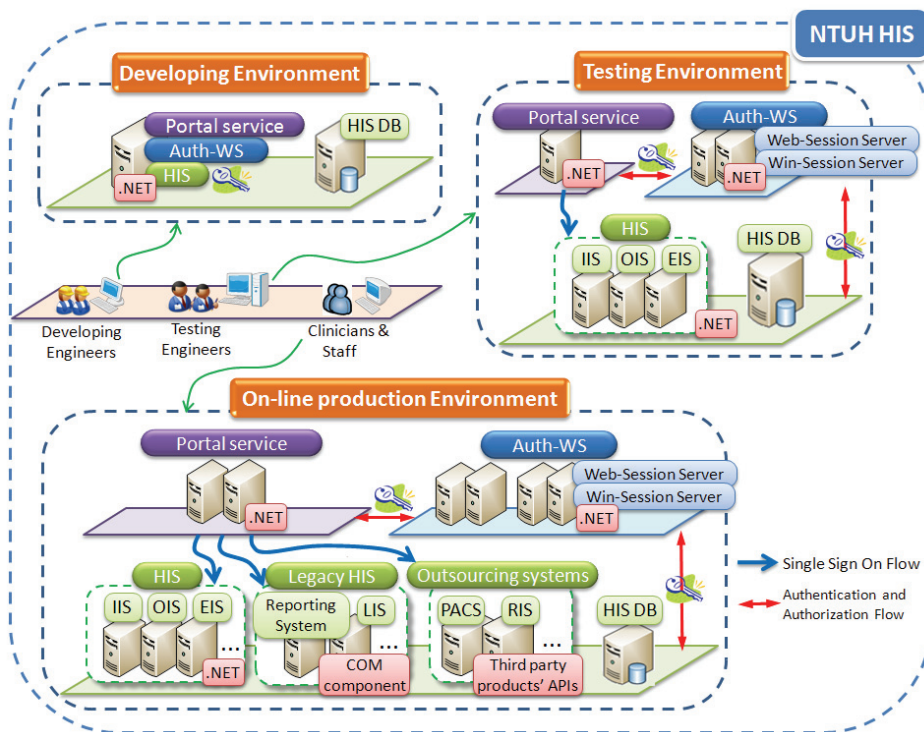 NTUH HIS
Developing Environment
Portal service
Auth-WS
HIS
.NET
HIS DB
Testing Environment
Portal service
.NET
Auth-WS
Web-Session Server
Win-Session Server
.NET
HIS
IIS
OIS
EIS
.NET
HIS DB
Developing
Engineers
Testing
Engineers
Clinicians &
Staff
On-line production Environment
Portal service
.NET
Auth-WS
Web-Session Server
Win-Session Server
.NET
HIS
IIS
OIS
EIS
...
.NET
Legacy HIS
Reporting
System
LIS
...
COM
component
Outsourcing systems
PACS
RIS
...
Third party
products' APIs
HIS DB
Single Sign On Flow
Authentication and
Authorization Flow